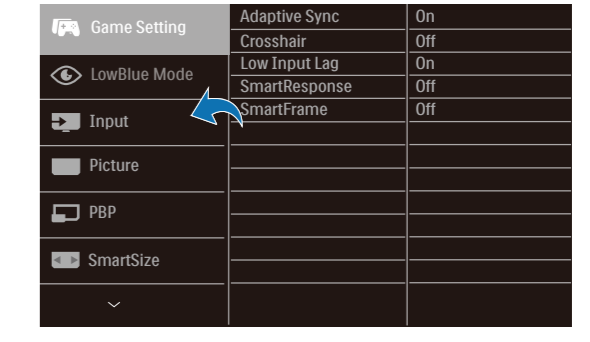 Game Setting
LowBlue Mode
Input
Picture
PBP
SmartSize
Adaptive Sync On
Crosshair Off
Low Input Lag On
SmartResponse Off
SmartFrame Off